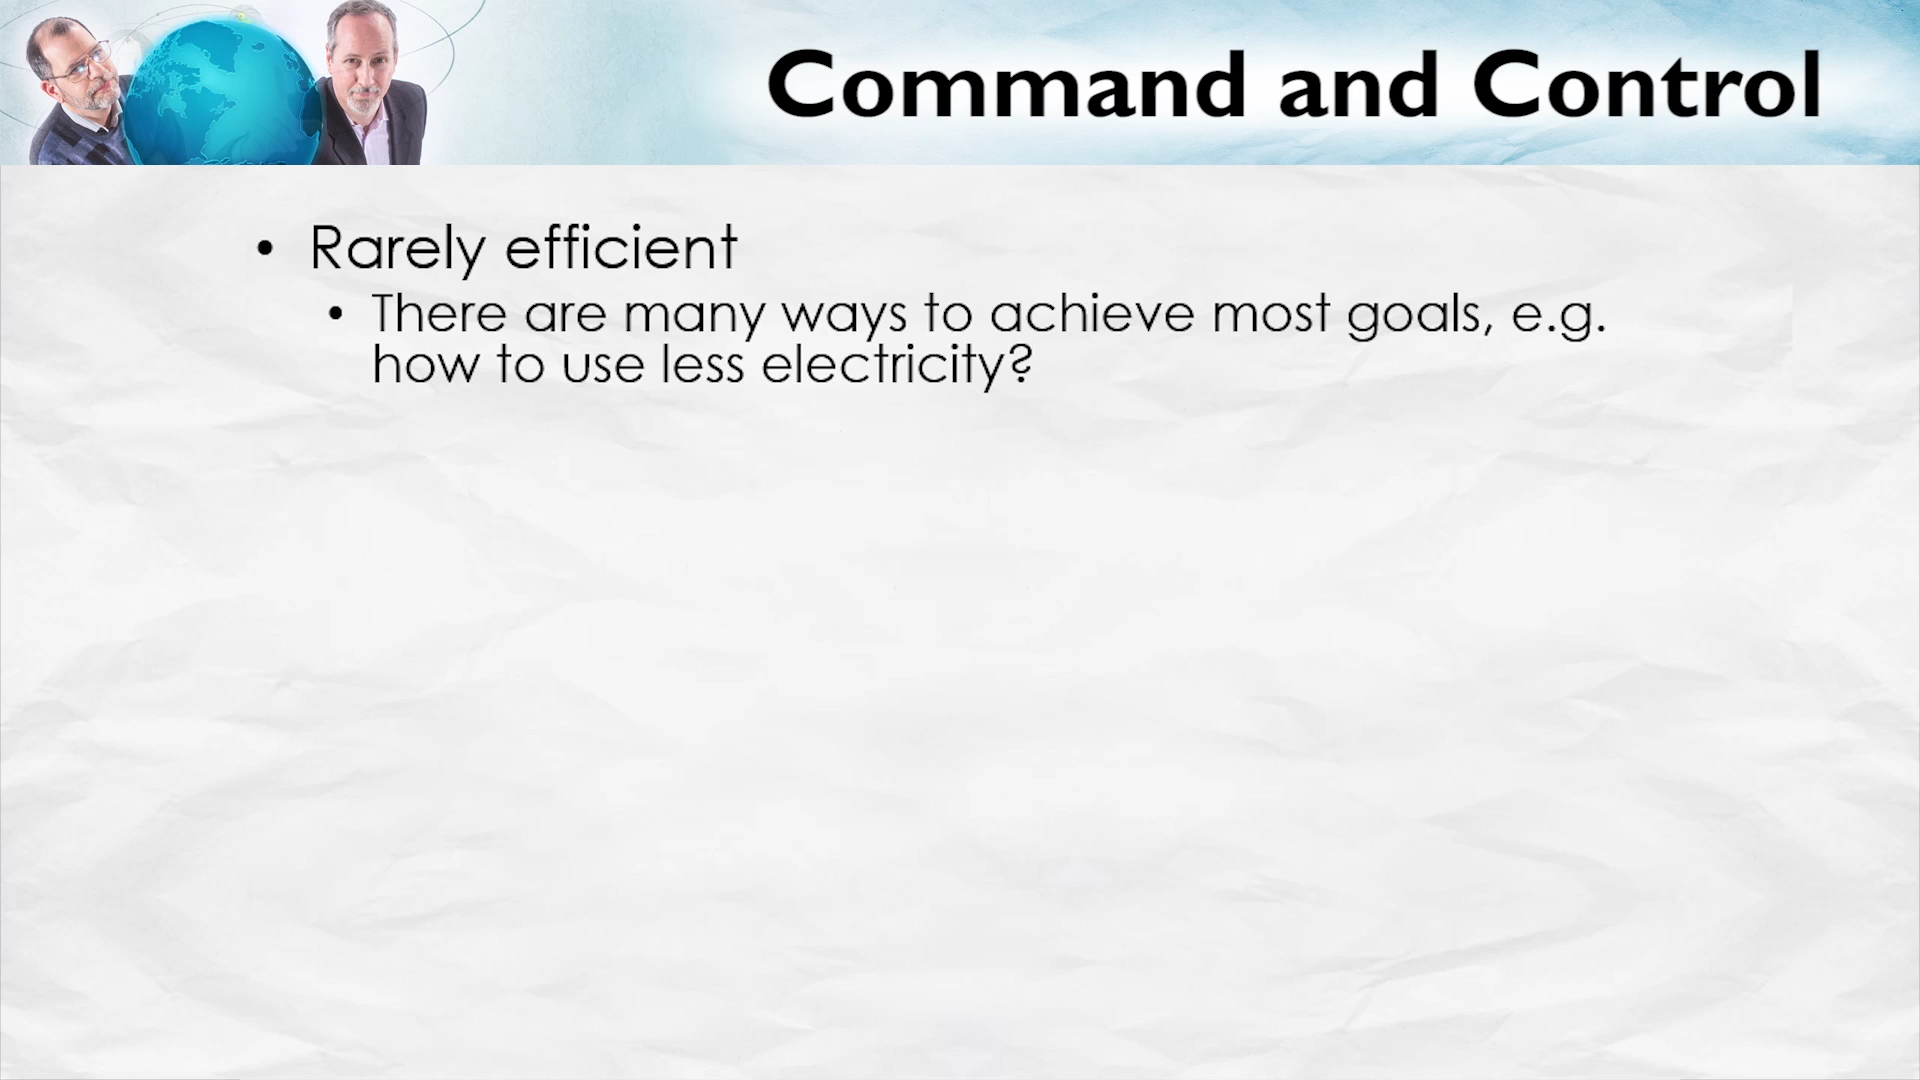 Command and Control
• Rarely efficient
• There are many ways to achieve most goals, e.g.
how to use less electricity?